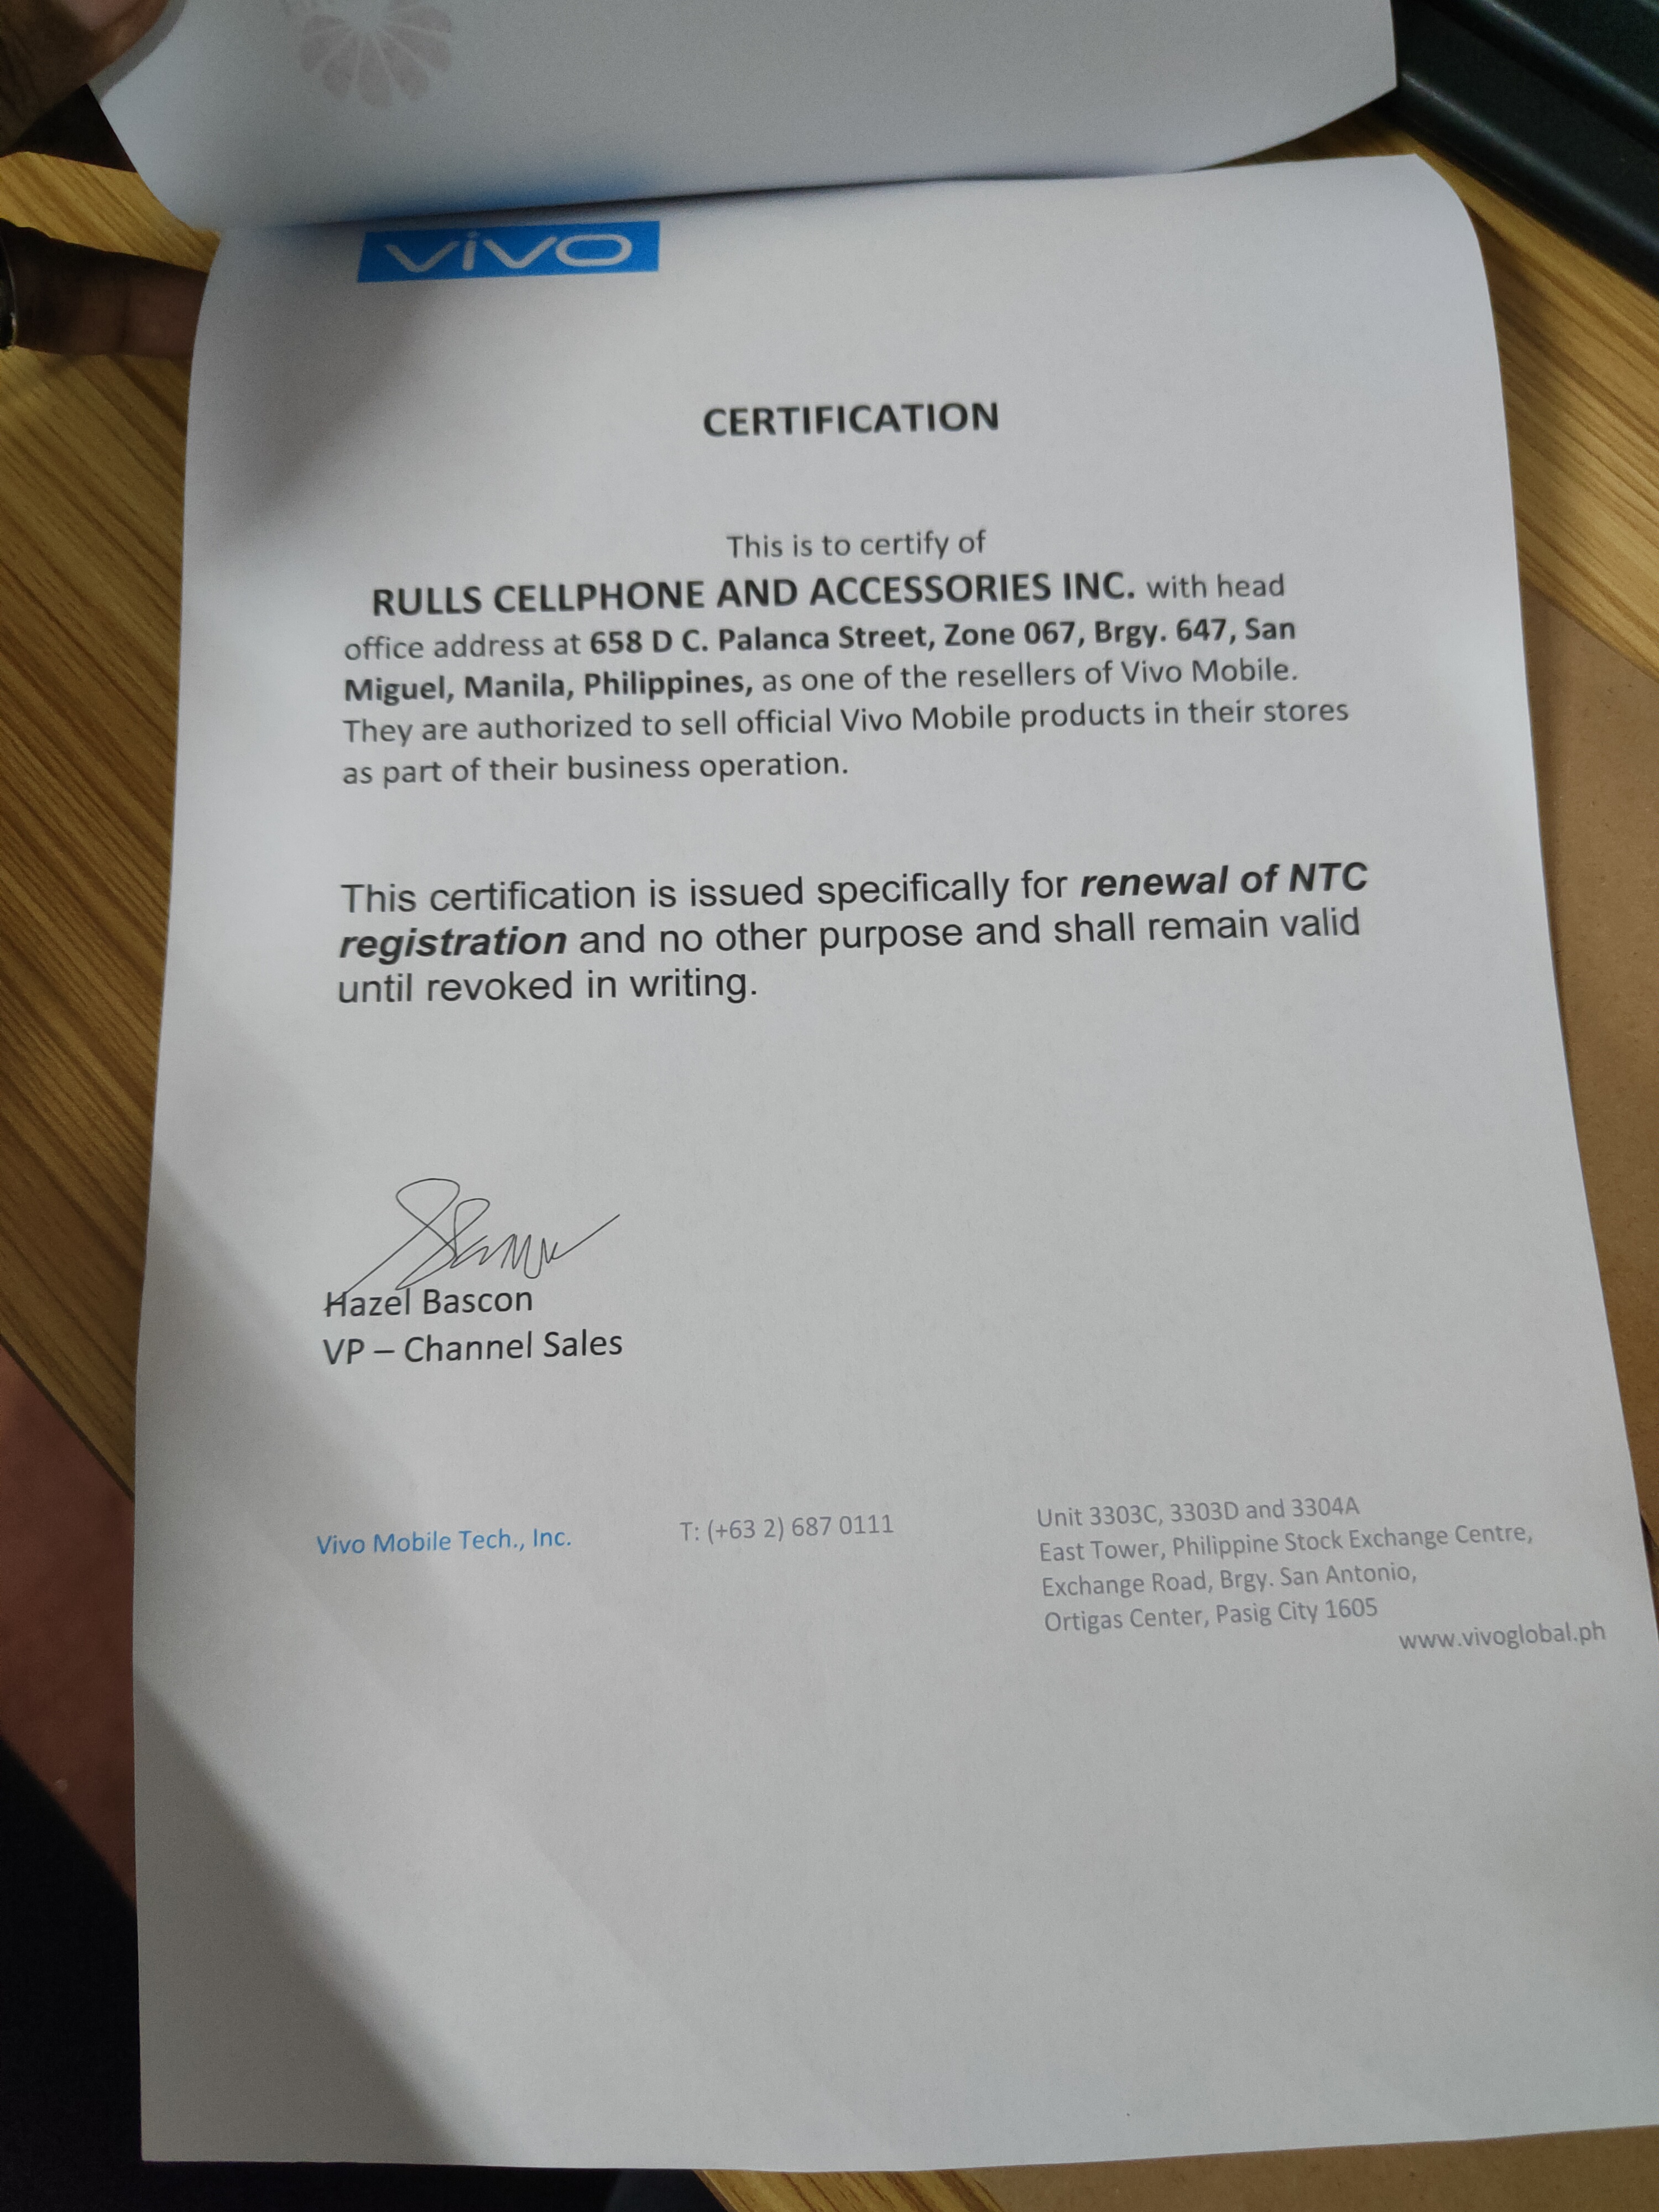 vivo
CERTIFICATION
This is to certify of
RULLS CELLPHONE AND ACCESSORIES INC. with head
office address at 658 D C. Palanca Street, Zone 067, Brgy. 647, San
Miguel, Manila, Philippines, as one of the resellers of Vivo Mobile.
They are authorized to sell official Vivo Mobile products in their stores
as part of their business operation.
This certification is issued specifically for renewal of NTC
registration and no other purpose and shall remain valid
until revoked in writing.
Hazel Bascon
VP – Channel Sales
Vivo Mobile Tech., Inc.
T: (+63 2) 687 0111
Unit 3303C, 3303D and 3304A
East Tower, Philippine Stock Exchange Centre,
Exchange Road, Brgy. San Antonio,
Ortigas Center, Pasig City 1605
www.vivoglobal.ph